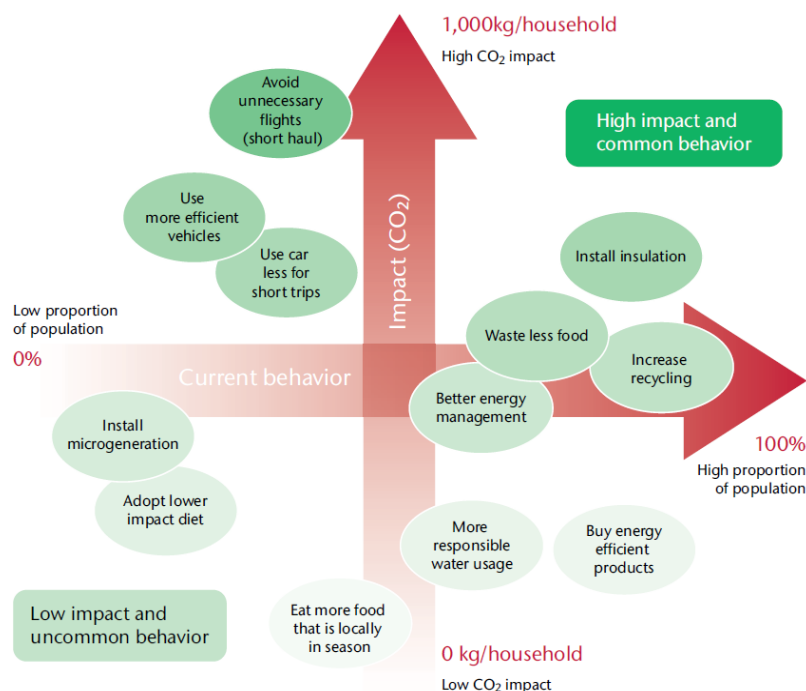 1,000kg/household
High CO₂ impact
Avoid
unnecessary
flights
(short haul)
High impact and
common behavior
Use
more efficient
vehicles
Use car
less for
short trips
Impact (CO₂)
Install insulation
Low proportion
of population
0%
Waste less food
Increase
recycling
Current behavior
Better energy
management
Install
microgeneration
100%
High proportion
of population
Adopt lower
impact diet
More
responsible
water usage
Buy energy
efficient
products
Low impact and
uncommon behavior
Eat more food
that is locally
in season
0 kg/household
Low CO₂ impact